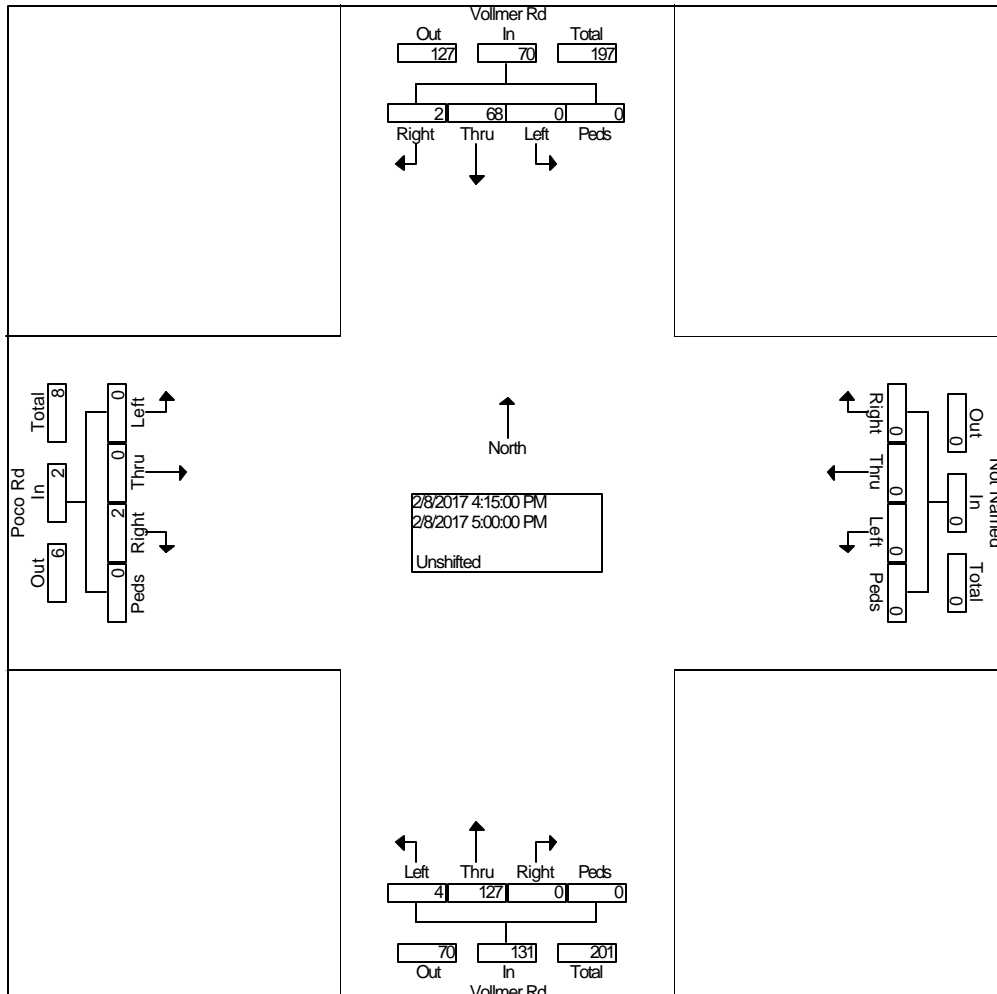 Vollmer Rd
Out In Total
127 70 197
2 68 0 0
Right Thru Left Peds
Poco Rd
Total In Out
8 2 6
0 0 2 0
Left Thru Right Peds
North
2/8/2017 4:15:00 PM
2/8/2017 5:00:00 PM
Unshifted
Right Thru Left Peds
0 0 0 0
Out In Total
0 0 0
Not Named
Left Thru Right Peds
4 127 0 0
70 131 201
Out In Total
Vollmer Rd